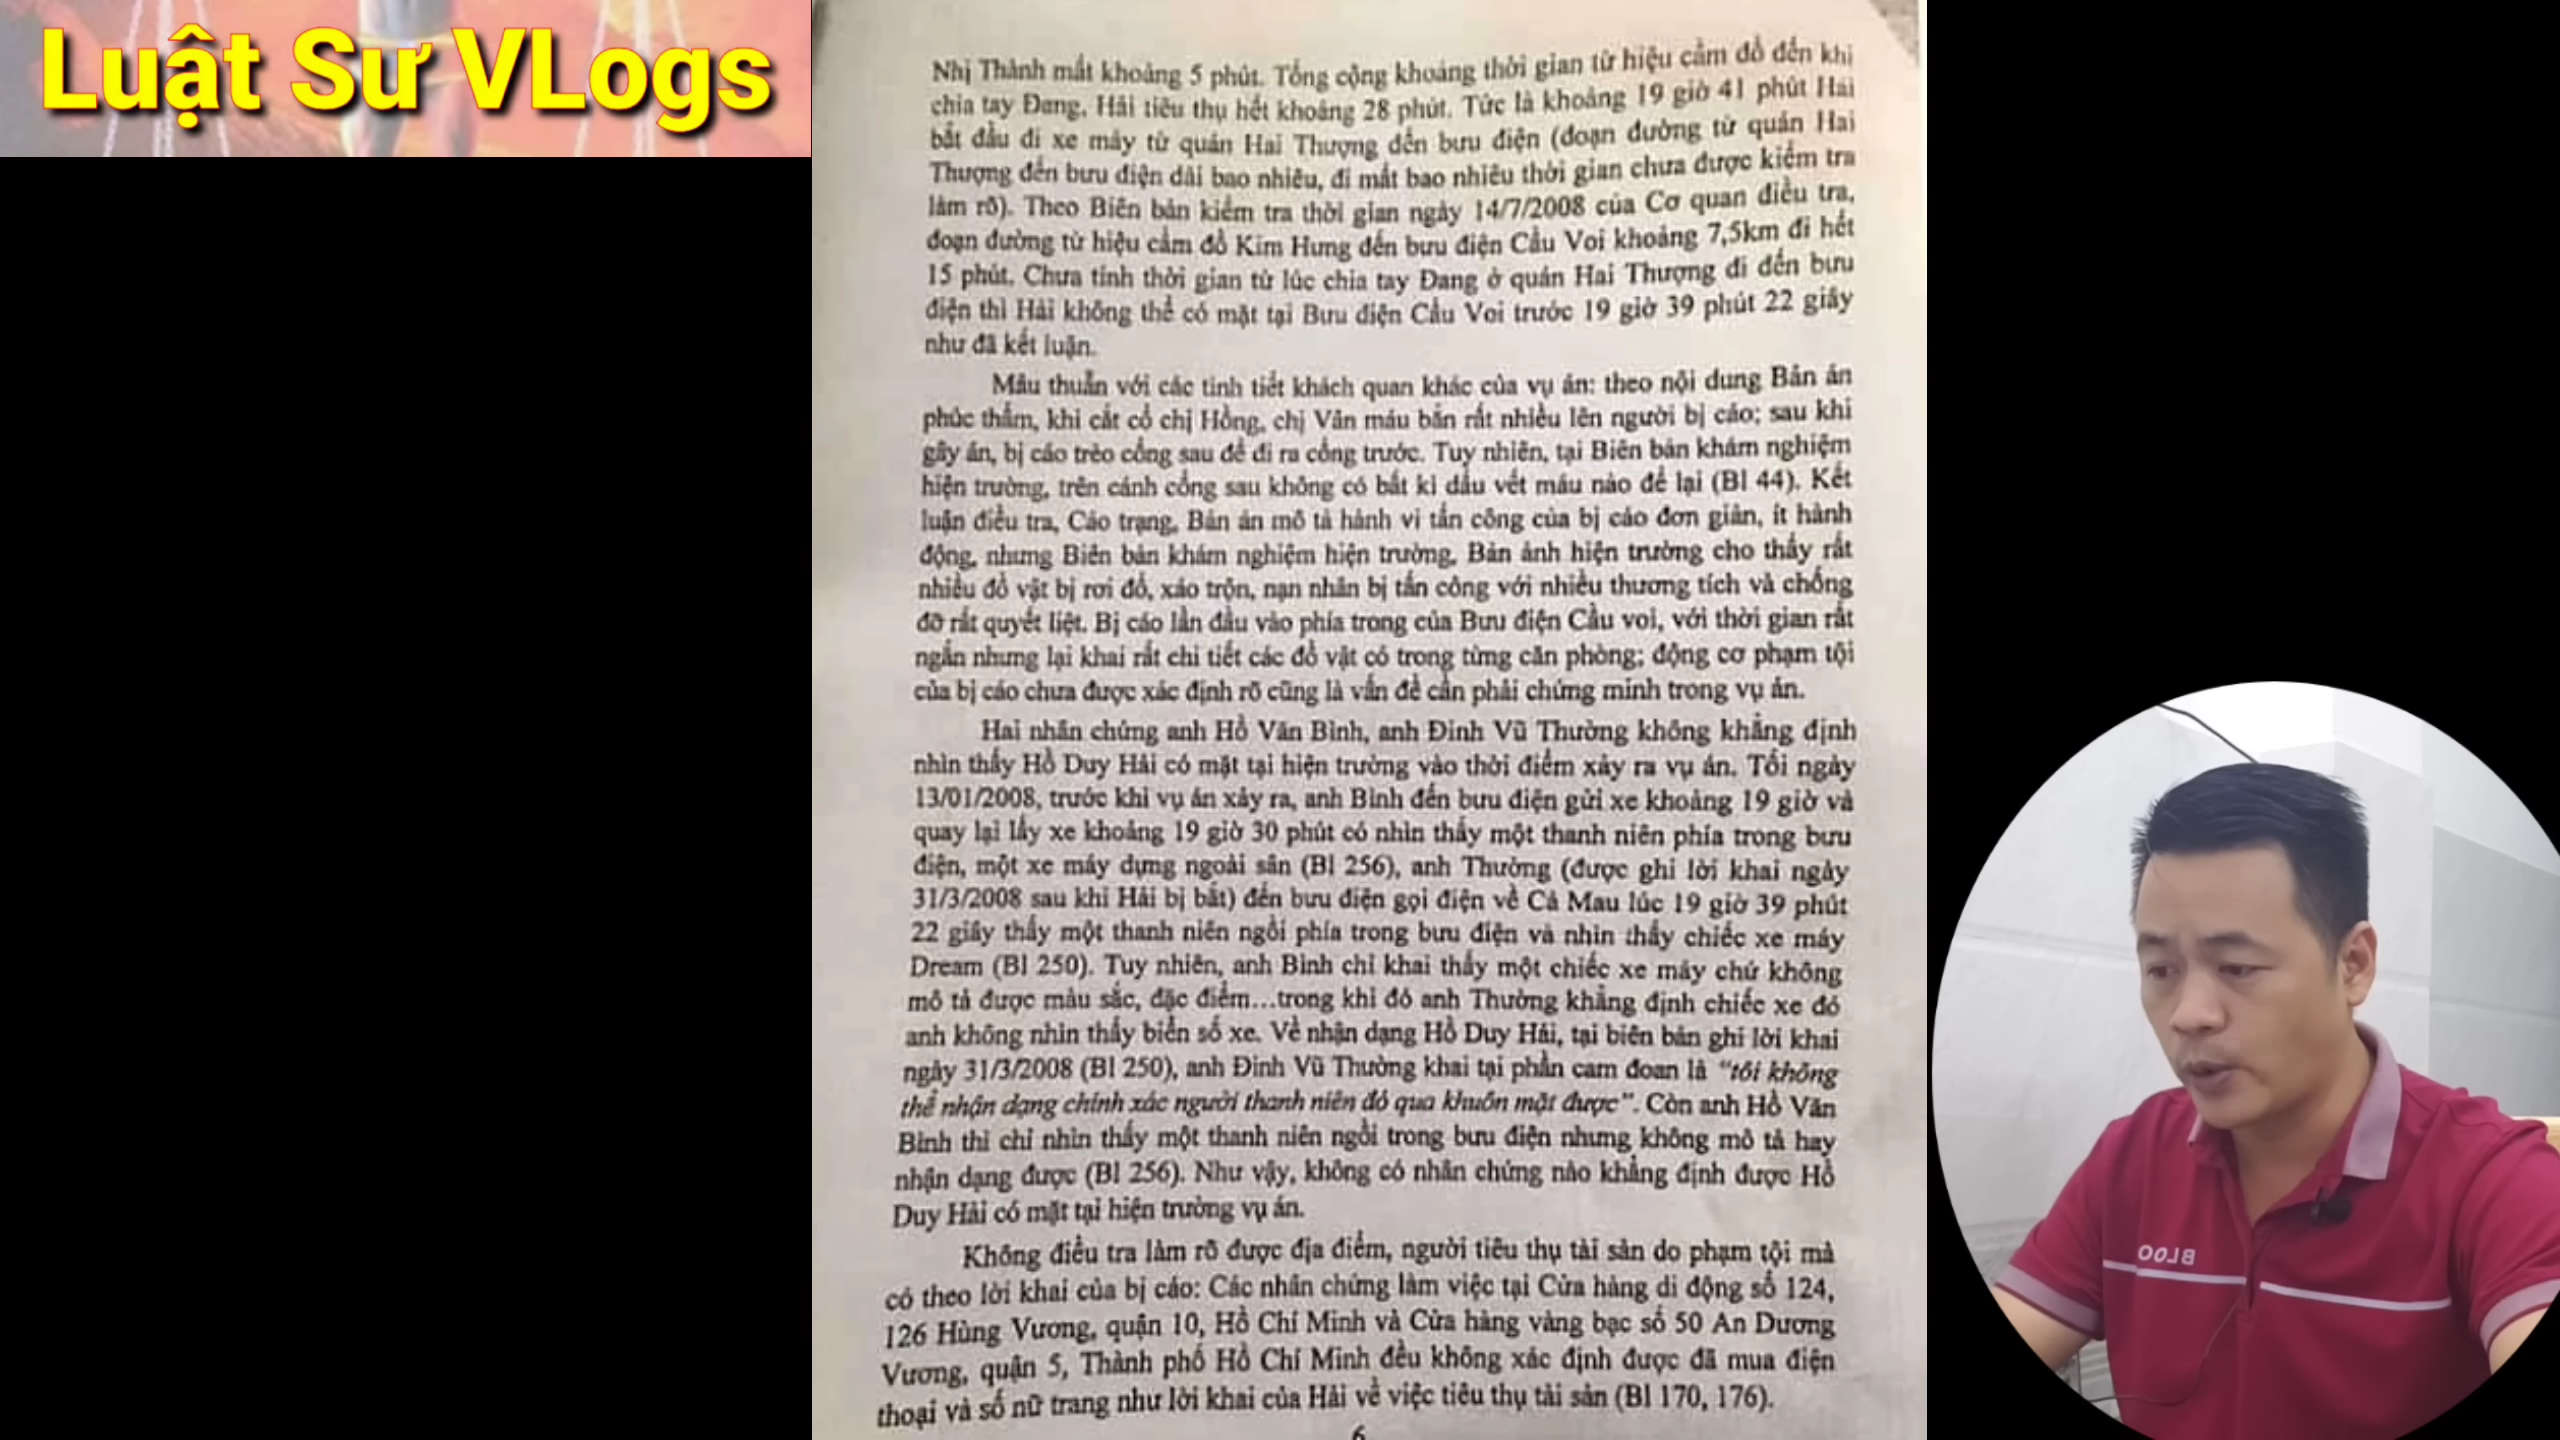 Luật Sư VLogs
Nhị Thành mất khoảng 5 phút. Tổng cộng khoảng thời gian từ hiệu cầm đồ đến khi
chia tay Đang, Hải tiêu thụ hết khoảng 28 phút. Tức là khoảng 19 giờ 41 phút Hải
bắt đầu đi xe máy từ quán Hai Thượng đến bưu điện (đoạn đường từ quán Hai
Thượng đến bưu điện dài bao nhiêu, đi mất bao nhiêu thời gian chưa được kiểm tra
làm rõ). Theo Biên bản kiểm tra thời gian ngày 14/7/2008 của Cơ quan điều tra,
đoạn đường từ hiệu cầm đồ Kim Hưng đến bưu điện Cầu Voi khoảng 7,5km đi hết
15 phút. Chưa tính thời gian từ lúc chia tay Đang ở quán Hai Thượng đi đến bưu
điện thì Hải không thể có mặt tại Bưu điện Cầu Voi trước 19 giờ 39 phút 22 giây
như đã kết luận.
Mâu thuẫn với các tình tiết khách quan khác của vụ án: theo nội dung Bản án
phúc thẩm, khi cắt cổ chị Hồng, chị Vân máu bắn rất nhiều lên người bị cáo; sau khi
gây án, bị cáo trèo cổng sau để đi ra cổng trước. Tuy nhiên, tại Biên bản khám nghiệm
hiện trường, trên cánh cổng sau không có bất kì dấu vết máu nào để lại (Bl 44). Kết
luận điều tra, Cáo trạng, Bản án mô tả hành vi tấn công của bị cáo đơn giản, ít hành
động, nhưng Biên bản khám nghiệm hiện trường, Bản ảnh hiện trường cho thấy rất
nhiều đồ vật bị rơi đổ, xáo trộn, nạn nhân bị tấn công với nhiều thương tích và chống
đỡ rất quyết liệt. Bị cáo lần đầu vào phía trong của Bưu điện Cầu voi, với thời gian rất
ngắn nhưng lại khai rất chi tiết các đồ vật có trong từng căn phòng; động cơ phạm tội
của bị cáo chưa được xác định rõ cũng là vấn đề cần phải chứng minh trong vụ án.
Hai nhân chứng anh Hồ Văn Bình, anh Đinh Vũ Thường không khẳng định
nhìn thấy Hồ Duy Hải có mặt tại hiện trường vào thời điểm xảy ra vụ án. Tối ngày
13/01/2008, trước khi vụ án xảy ra, anh Bình đến bưu điện gửi xe khoảng 19 giờ và
quay lại lấy xe khoảng 19 giờ 30 phút có nhìn thấy một thanh niên phía trong bưu
điện, một xe máy dựng ngoài sân (Bl 256), anh Thường (được ghi lời khai ngày
31/3/2008 sau khi Hải bị bắt) đến bưu điện gọi điện về Cà Mau lúc 19 giờ 39 phút
22 giây thấy một thanh niên ngồi phía trong bưu điện và nhìn thấy chiếc xe máy
Dream (Bl 250). Tuy nhiên, anh Bình chỉ khai thấy một chiếc xe máy chứ không
mô tả được màu sắc, đặc điểm...trong khi đó anh Thường khẳng định chiếc xe đó
anh không nhìn thấy biển số xe. Về nhận dạng Hồ Duy Hải, tại biên bản ghi lời khai
ngày 31/3/2008 (Bl 250), anh Đinh Vũ Thường khai tại phần cam đoan là "tôi không
thể nhận dạng chính xác người thanh niên đó qua khuôn mặt được". Còn anh Hồ Văn
Bình thì chỉ nhìn thấy một thanh niên ngồi trong bưu điện nhưng không mô tả hay
nhận dạng được (Bl 256). Như vậy, không có nhân chứng nào khẳng định được Hồ
Duy Hải có mặt tại hiện trường vụ án.
Không điều tra làm rõ được địa điểm, người tiêu thụ tài sản do phạm tội mà
có theo lời khai của bị cáo: Các nhân chứng làm việc tại Cửa hàng di động số 124,
126 Hùng Vương, quận 10, Hồ Chí Minh và Cửa hàng vàng bạc số 50 An Dương
Vương, quận 5, Thành phố Hồ Chí Minh đều không xác định được đã mua điện
thoại và số nữ trang như lời khai của Hải về việc tiêu thụ tài sản (Bl 170, 176).
6